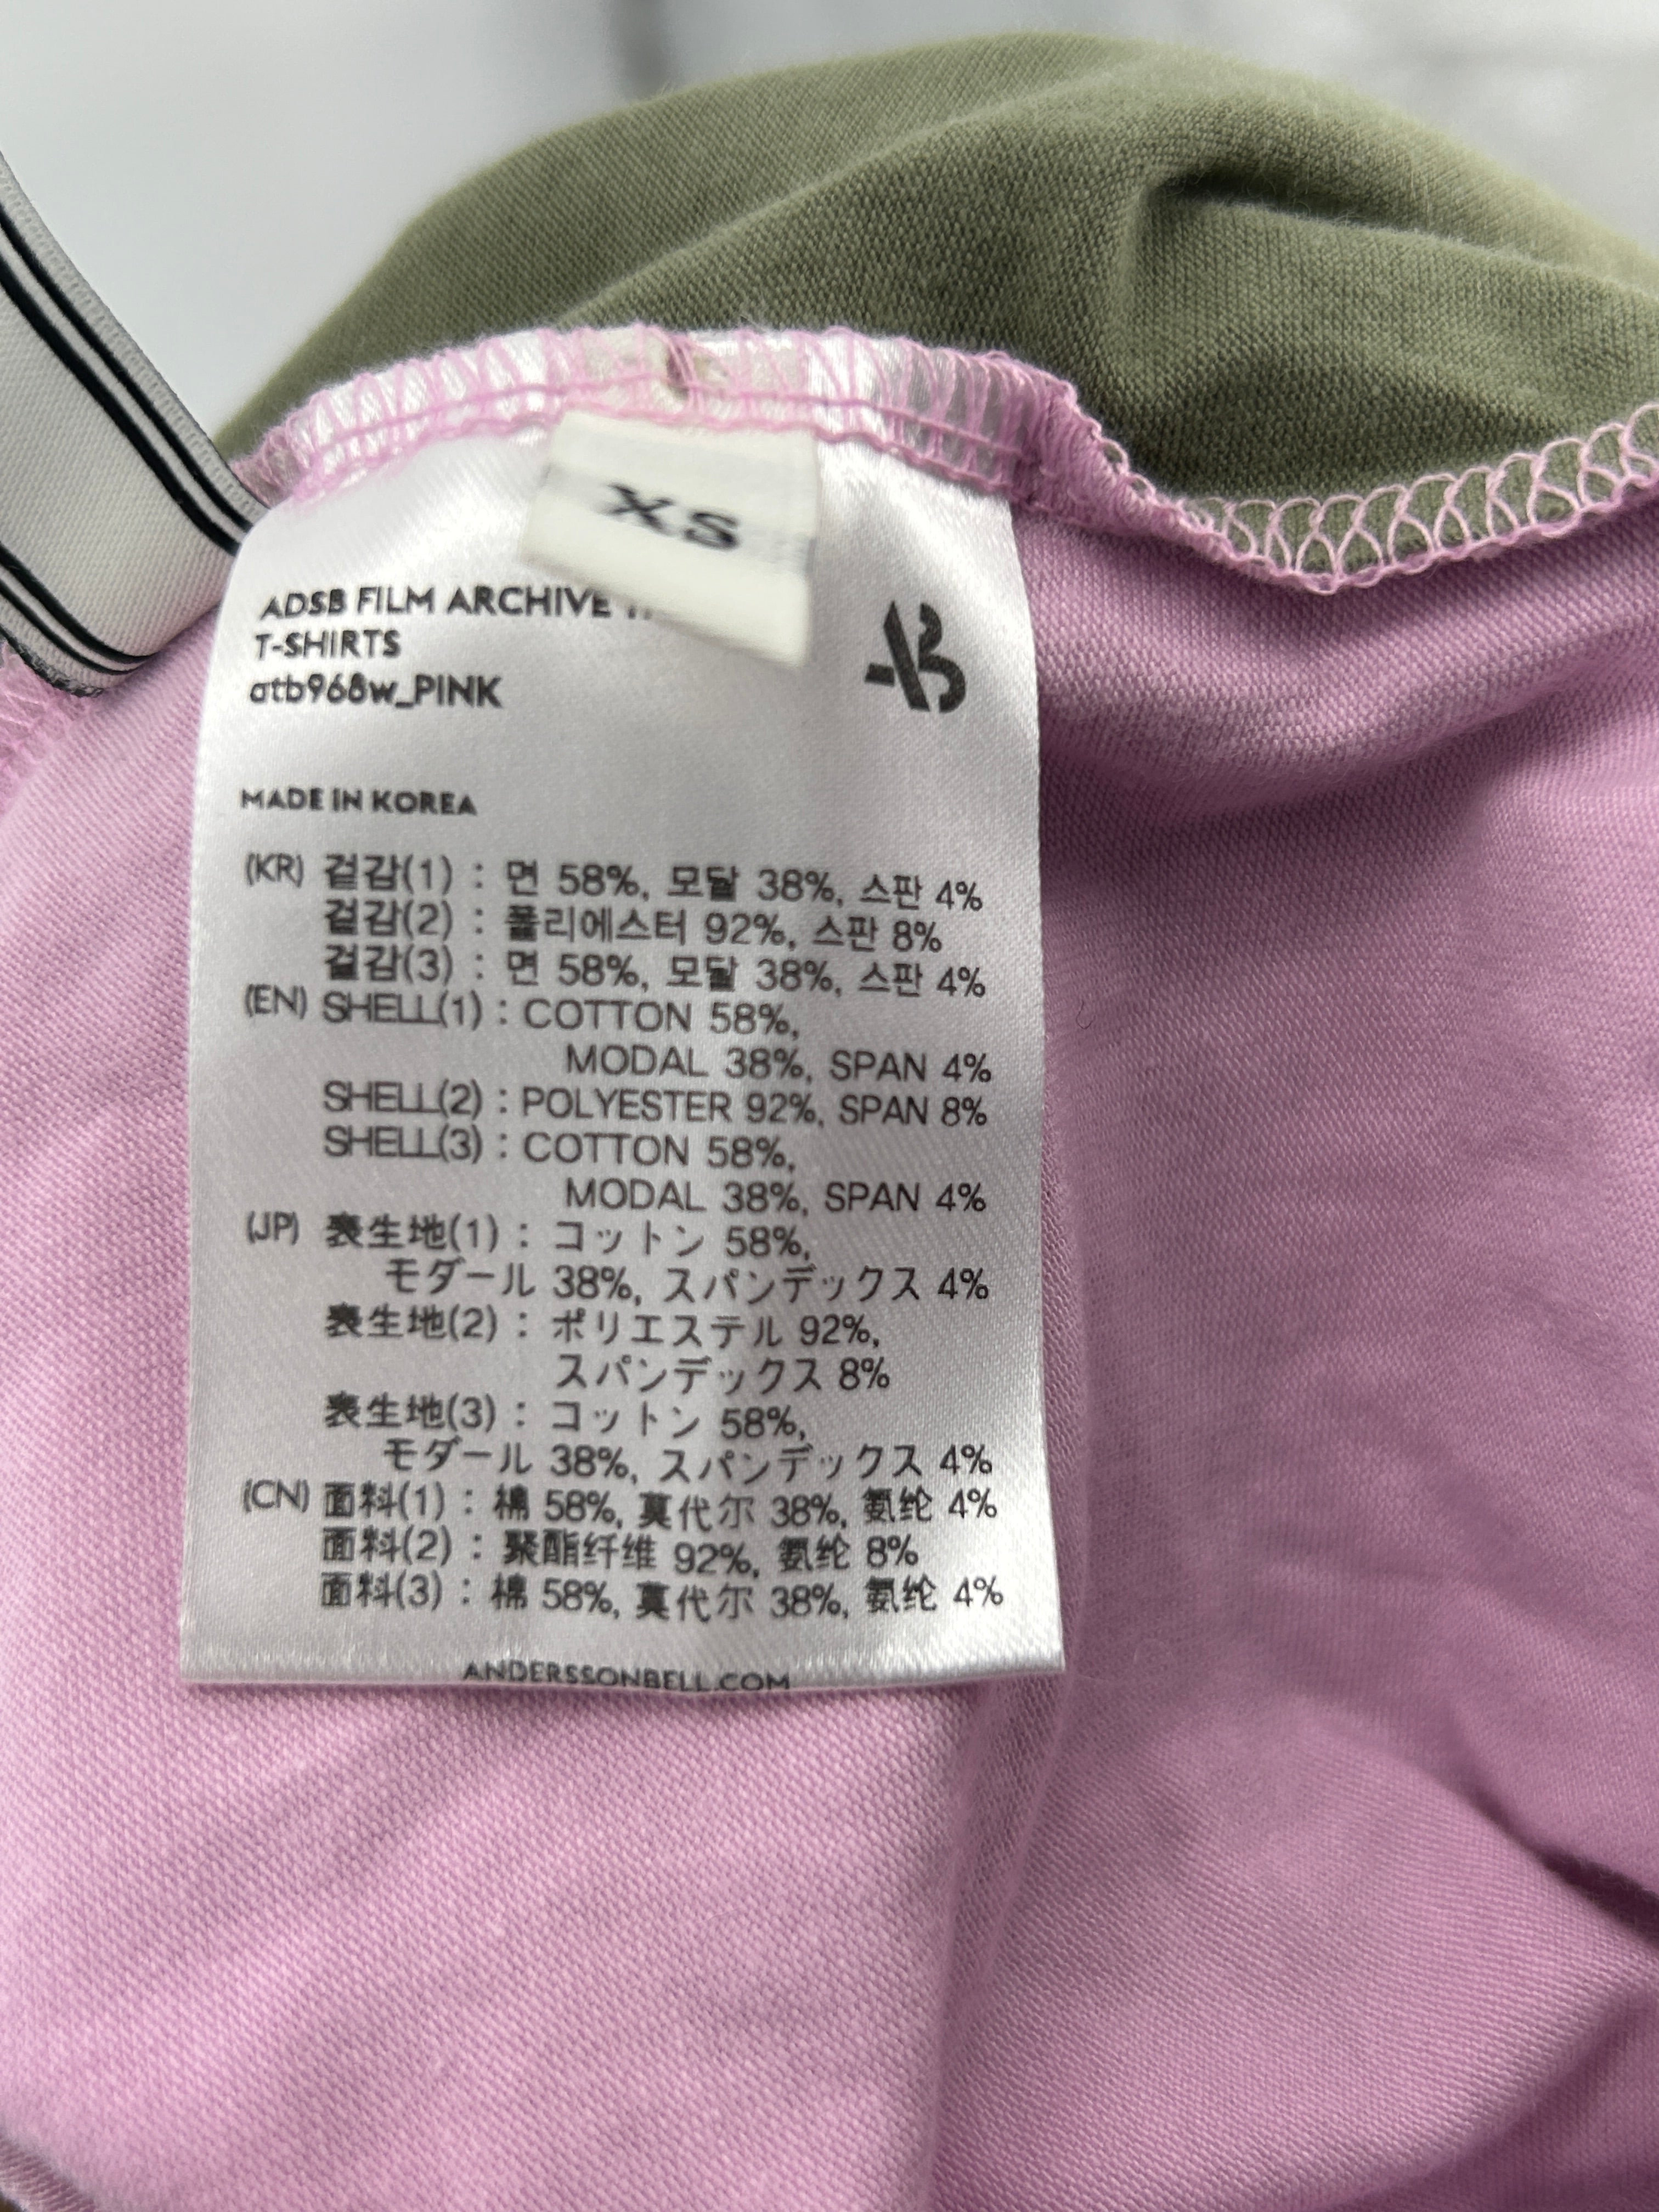 XS
ADSB FILM ARCHIVE
T-SHIRTS
atb968w_PINK
MADE IN KOREA
(KR) 겉감(1) : 면 58%, 모달 38%, 스판 4%
겉감(2) : 폴리에스터 92%, 스판 8%
겉감(3) : 면 58%, 모달 38%, 스판 4%
(EN) SHELL(1) : COTTON 58%,
MODAL 38%, SPAN 4%
SHELL(2) : POLYESTER 92%, SPAN 8%
SHELL(3) : COTTON 58%,
MODAL 38%, SPAN 4%
(JP) 表生地(1) : コットン 58%,
モダール 38%, スパンデックス 4%
表生地(2) : ポリエステル 92%,
スパンデックス 8%
表生地(3) : コットン 58%,
モダール 38%, スパンデックス 4%
(CN) 面料(1) : 棉 58%, 莫代尔 38%, 氨纶 4%
面料(2) : 聚酯纤维 92%, 氨纶 8%
面料(3) : 棉 58%, 莫代尔 38%, 氨纶 4%
ANDERSSONBELL.COM